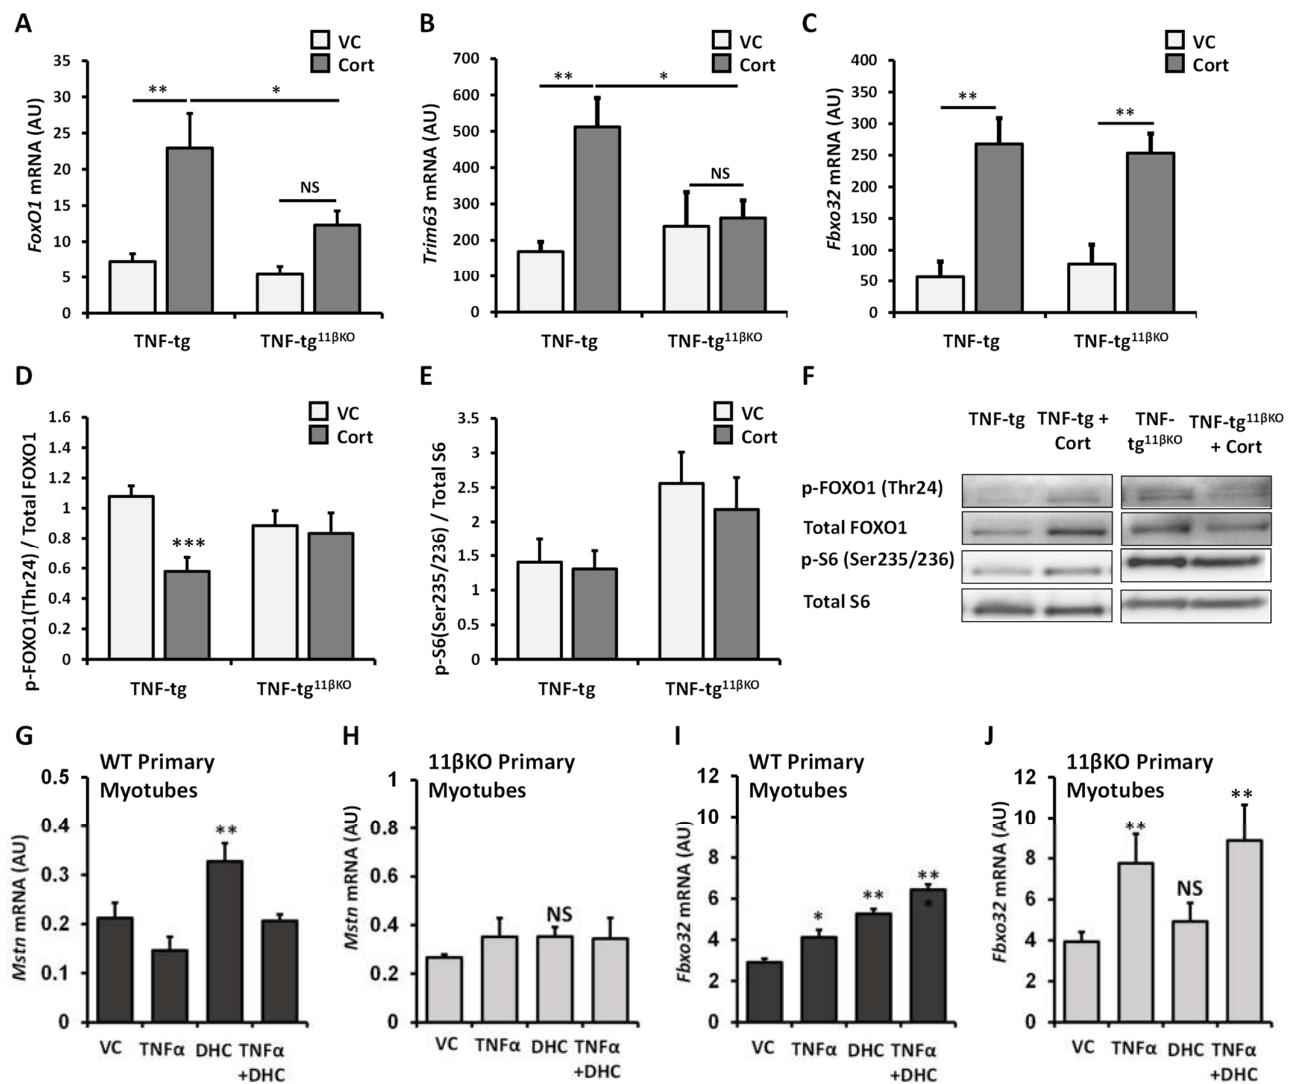 A
FoxO1 mRNA (AU)
35
30
25
20
15
10
5
0
VC
Cort
**
*
NS
TNF-tg
TNF-tg11βKO
B
Trim63 mRNA (AU)
700
600
500
400
300
200
100
0
VC
Cort
**
*
NS
TNF-tg
TNF-tg11βKO
C
Fbxo32 mRNA (AU)
400
350
300
250
200
150
100
50
0
VC
Cort
**
**
TNF-tg
TNF-tg11βKO
D
p-FOXO1(Thr24) / Total FOXO1
1.6
1.4
1.2
1
0.8
0.6
0.4
0.2
0
VC
Cort
***
TNF-tg
TNF-tg11βKO
E
p-S6(Ser235/236) / Total S6
3.5
3
2.5
2
1.5
1
0.5
0
VC
Cort
TNF-tg
TNF-tg11βKO
F
TNF-tg
TNF-tg +
Cort
TNF-
tg11βKO
TNF-tg11βKO
+ Cort
p-FOXO1 (Thr24)
Total FOXO1
p-S6 (Ser235/236)
Total S6
G
WT Primary
Myotubes
Mstn mRNA (AU)
0.5
0.4
0.3
0.2
0.1
0
**
VC
TNFα
DHC
TNFα
+DHC
H
11βKO Primary
Myotubes
Mstn mRNA (AU)
1
0.8
0.6
0.4
0.2
0
NS
VC
TNFα
DHC
TNFα
+DHC
I
WT Primary
Myotubes
Fbxo32 mRNA (AU)
12
10
8
6
4
2
0
*
**
**
*
VC
TNFα
DHC
TNFα
+DHC
J
11βKO Primary
Myotubes
Fbxo32 mRNA (AU)
12
10
8
6
4
2
0
**
NS
**
VC
TNFα
DHC
TNFα
+DHC